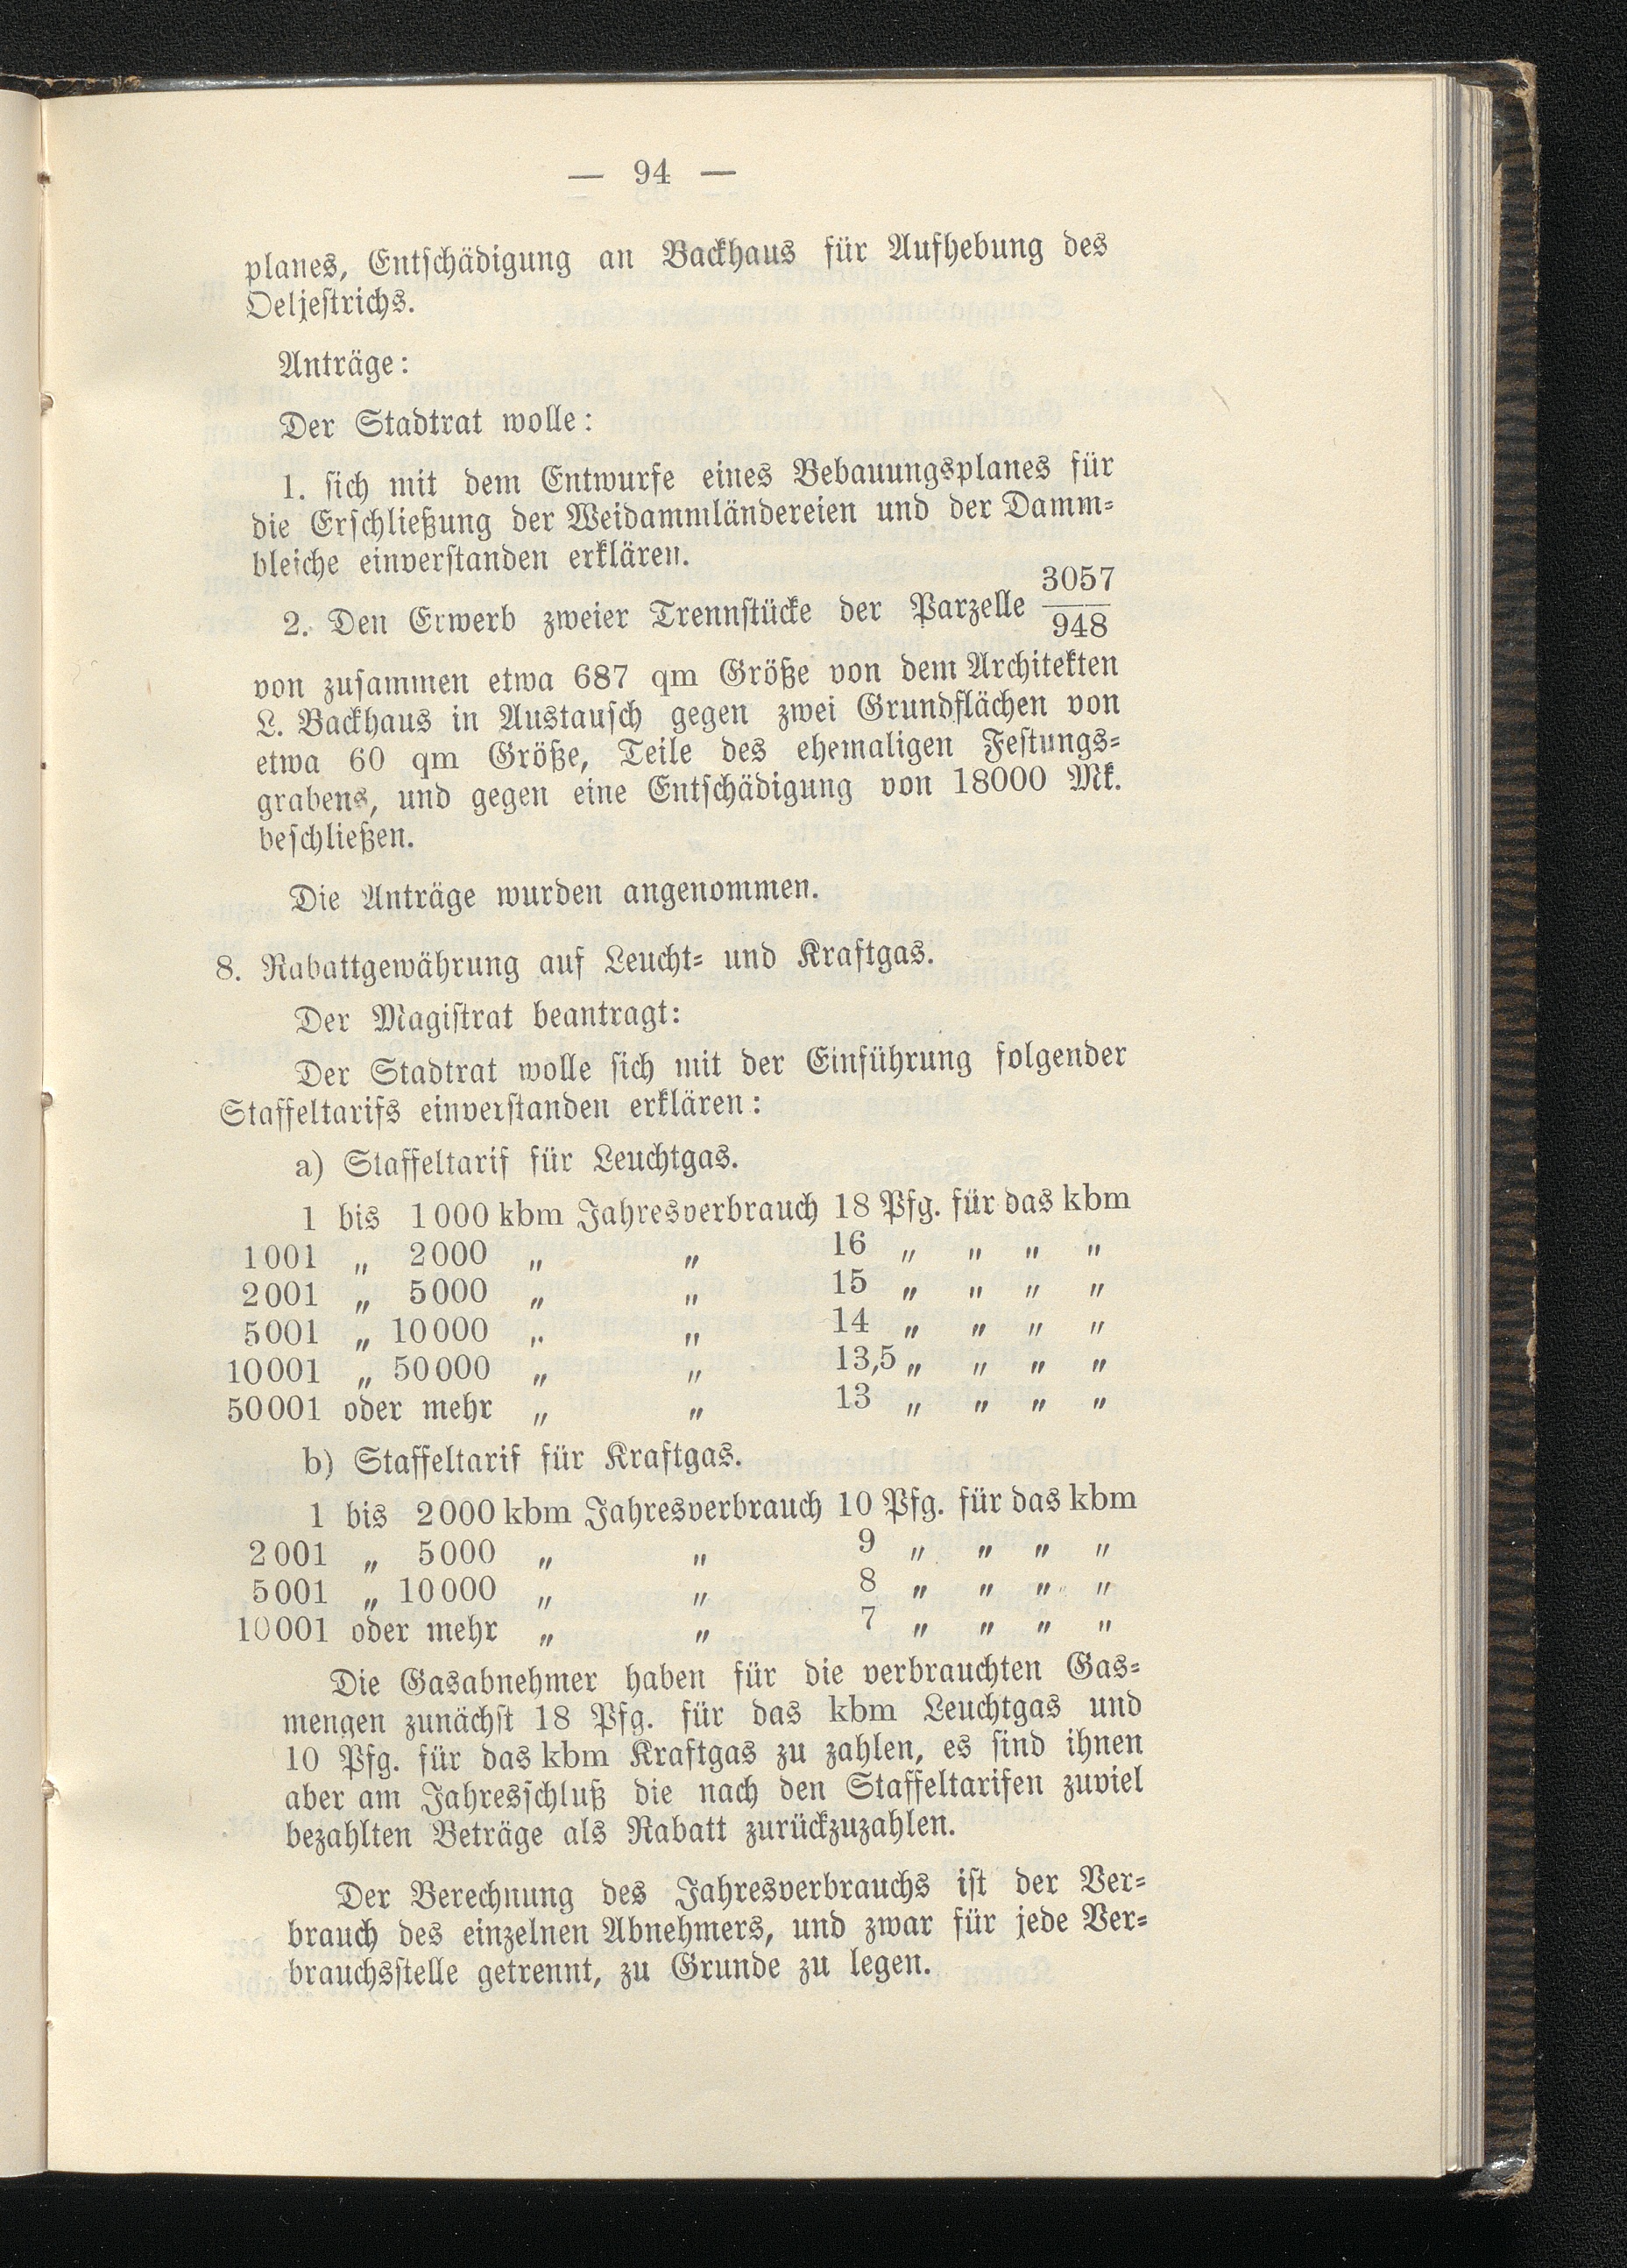 — 94 —
planes, Entschädigung an Backhaus für Aufhebung des
Oeljestrichs.
Anträge:
Der Stadtrat wolle:
1. sich mit dem Entwurfe eines Bebauungsplanes für
die Erschließung der Weidammländereien und der Damm=
bleiche einverstanden erklären.
2. Den Erwerb zweier Trennstücke der Parzelle 3057/948
von zusammen etwa 687 qm Größe von dem Architekten
L. Backhaus in Austausch gegen zwei Grundflächen von
etwa 60 qm Größe, Teile des ehemaligen Festungs=
grabens, und gegen eine Entschädigung von 18000 Mk.
beschließen.
Die Anträge wurden angenommen.
8. Rabattgewährung auf Leucht= und Kraftgas.
Der Magistrat beantragt:
Der Stadtrat wolle sich mit der Einführung folgender
Staffeltarifs einverstanden erklären:
a) Staffeltarif für Leuchtgas.
1 bis 1000 kbm Jahresverbrauch 18 Pfg. für das kbm
1001 „ 2000 „ „ 16 „ „ „ „
2001 „ 5000 „ „ 15 „ „ „ „
5001 „ 10000 „ „ 14 „ „ „ „
10001 „ 50000 „ „ 13,5 „ „ „ „
50001 oder mehr „ „ 13 „ „ „ „
b) Staffeltarif für Kraftgas.
1 bis 2000 kbm Jahresverbrauch 10 Pfg. für das kbm
2001 „ 5000 „ „ 9 „ „ „ „
5001 „ 10000 „ „ 8 „ „ „ „
10001 oder mehr „ „ 7 „ „ „ „
Die Gasabnehmer haben für die verbrauchten Gas=
mengen zunächst 18 Pfg. für das kbm Leuchtgas und
10 Pfg. für das kbm Kraftgas zu zahlen, es sind ihnen
aber am Jahresschluß die nach den Staffeltarifen zuviel
bezahlten Beträge als Rabatt zurückzuzahlen.
Der Berechnung des Jahresverbrauchs ist der Ver=
brauch des einzelnen Abnehmers, und zwar für jede Ver=
brauchsstelle getrennt, zu Grunde zu legen.